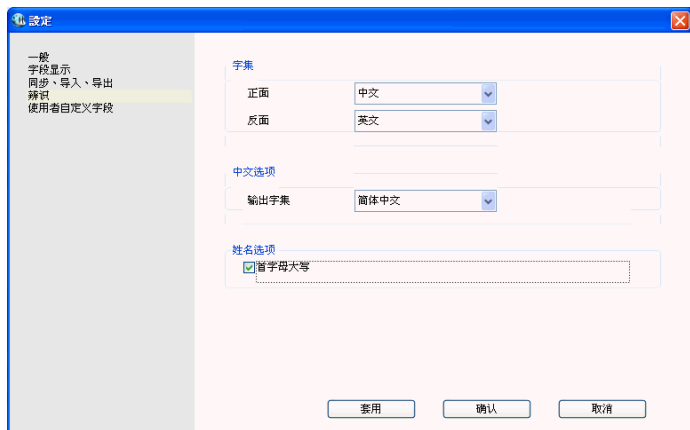 設定
一般
字段显示
同步、导入、导出
辨识
使用者自定义字段
字集
正面
中文
反面
英文
中文选项
输出字集
简体中文
姓名选项
首字母大写
套用
确认
取消